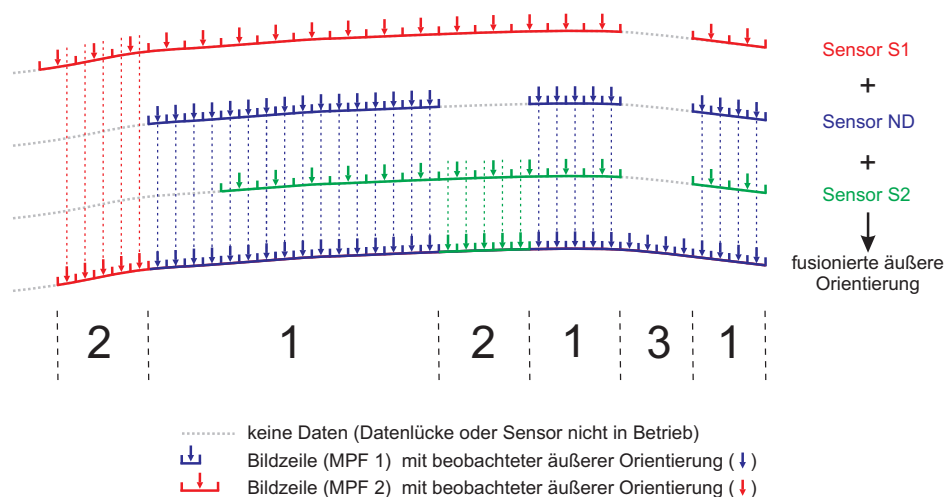 Sensor S1
+
Sensor ND
+
Sensor S2
fusionierte äußere
Orientierung
2 1 2 1 3 1
keine Daten (Datenlücke oder Sensor nicht in Betrieb)
Bildzeile (MPF 1) mit beobachteter äußerer Orientierung ( )
Bildzeile (MPF 2) mit beobachteter äußerer Orientierung ( )